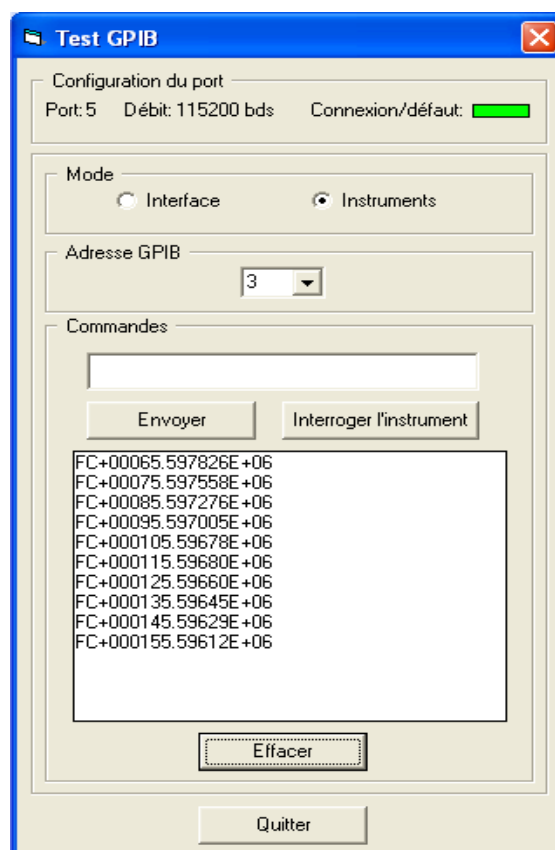 Test GPIB
Configuration du port
Port: 5 Débit: 115200 bds Connexion/défaut:
Mode
Interface Instruments
Adresse GPIB
3
Commandes
Envoyer Interroger l'instrument
FC+00065.597826E+06
FC+00075.597558E+06
FC+00085.597276E+06
FC+00095.597005E+06
FC+000105.59678E+06
FC+000115.59680E+06
FC+000125.59660E+06
FC+000135.59645E+06
FC+000145.59629E+06
FC+000155.59612E+06
Effacer
Quitter